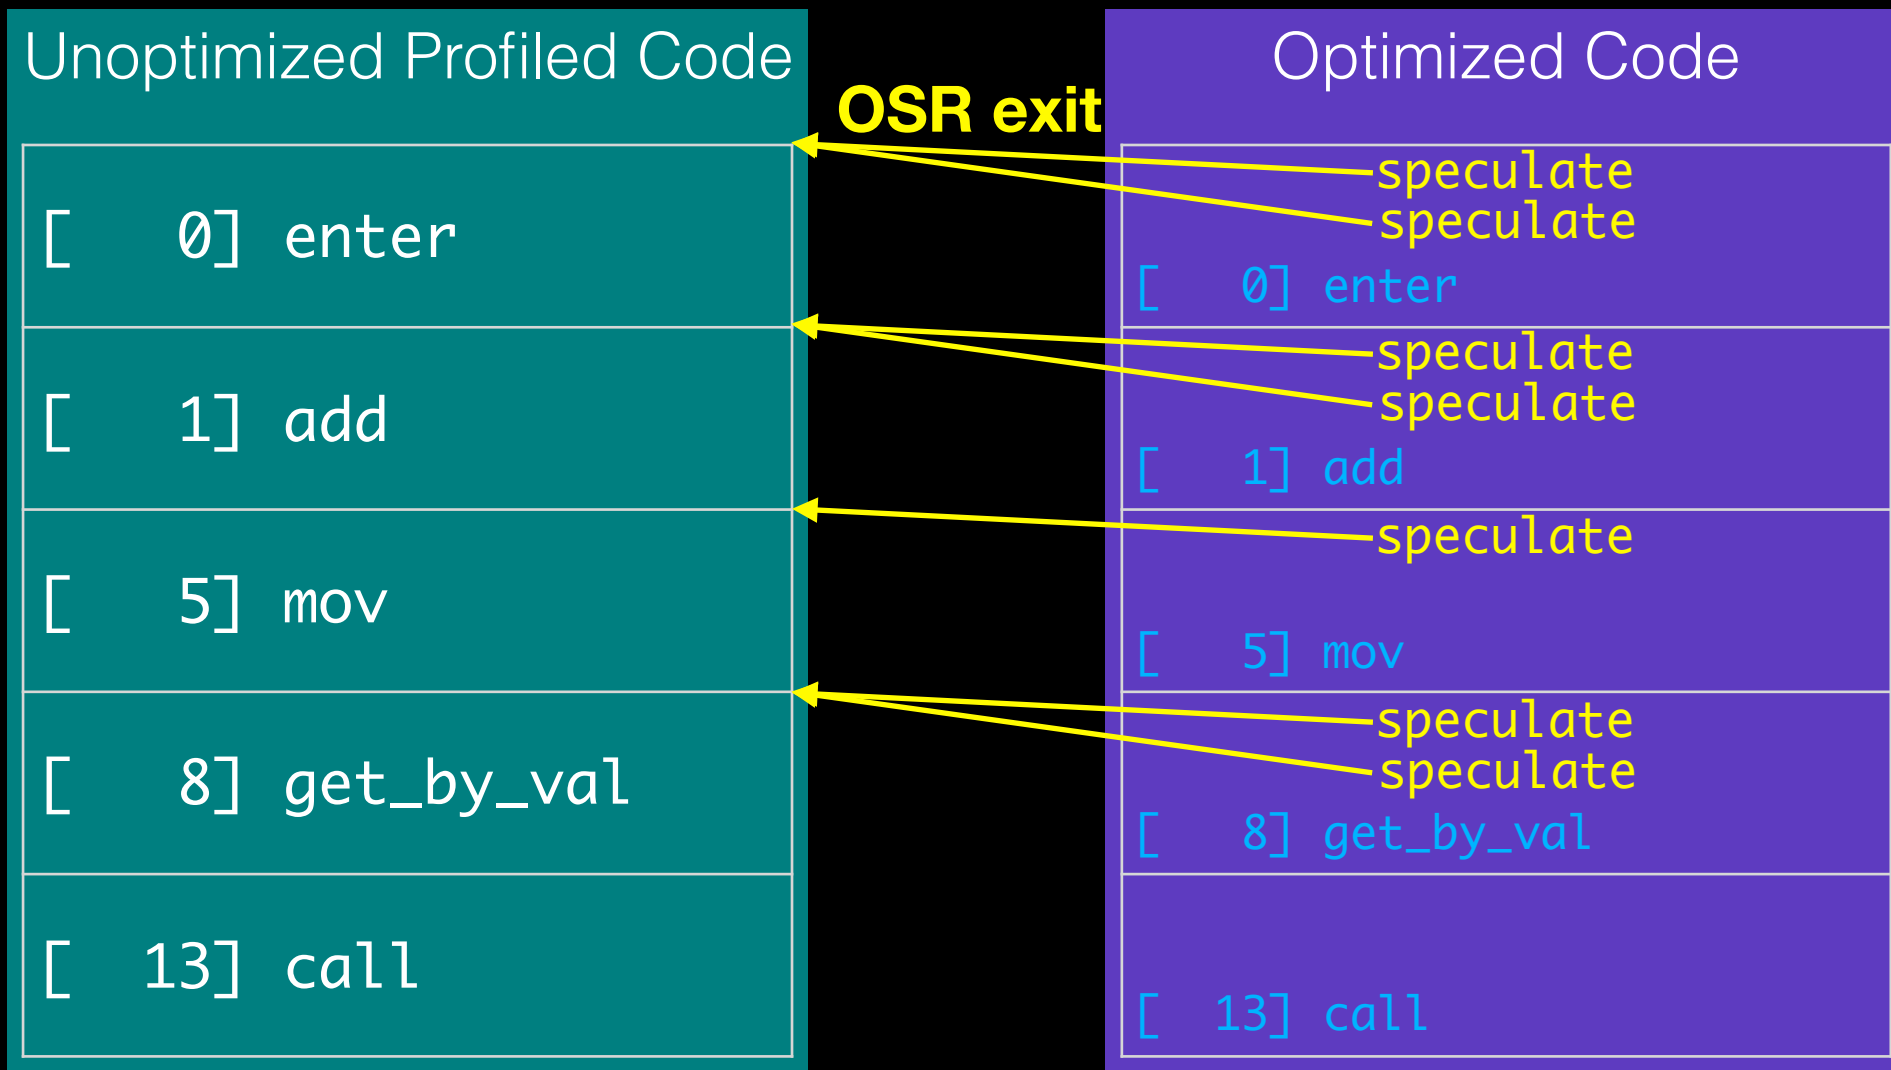 Unoptimized Profiled Code
[   0] enter
[   1] add
[   5] mov
[   8] get_by_val
[  13] call
OSR exit
Optimized Code
speculate
speculate
[   0] enter
speculate
speculate
[   1] add
speculate
[   5] mov
speculate
speculate
[   8] get_by_val
[  13] call